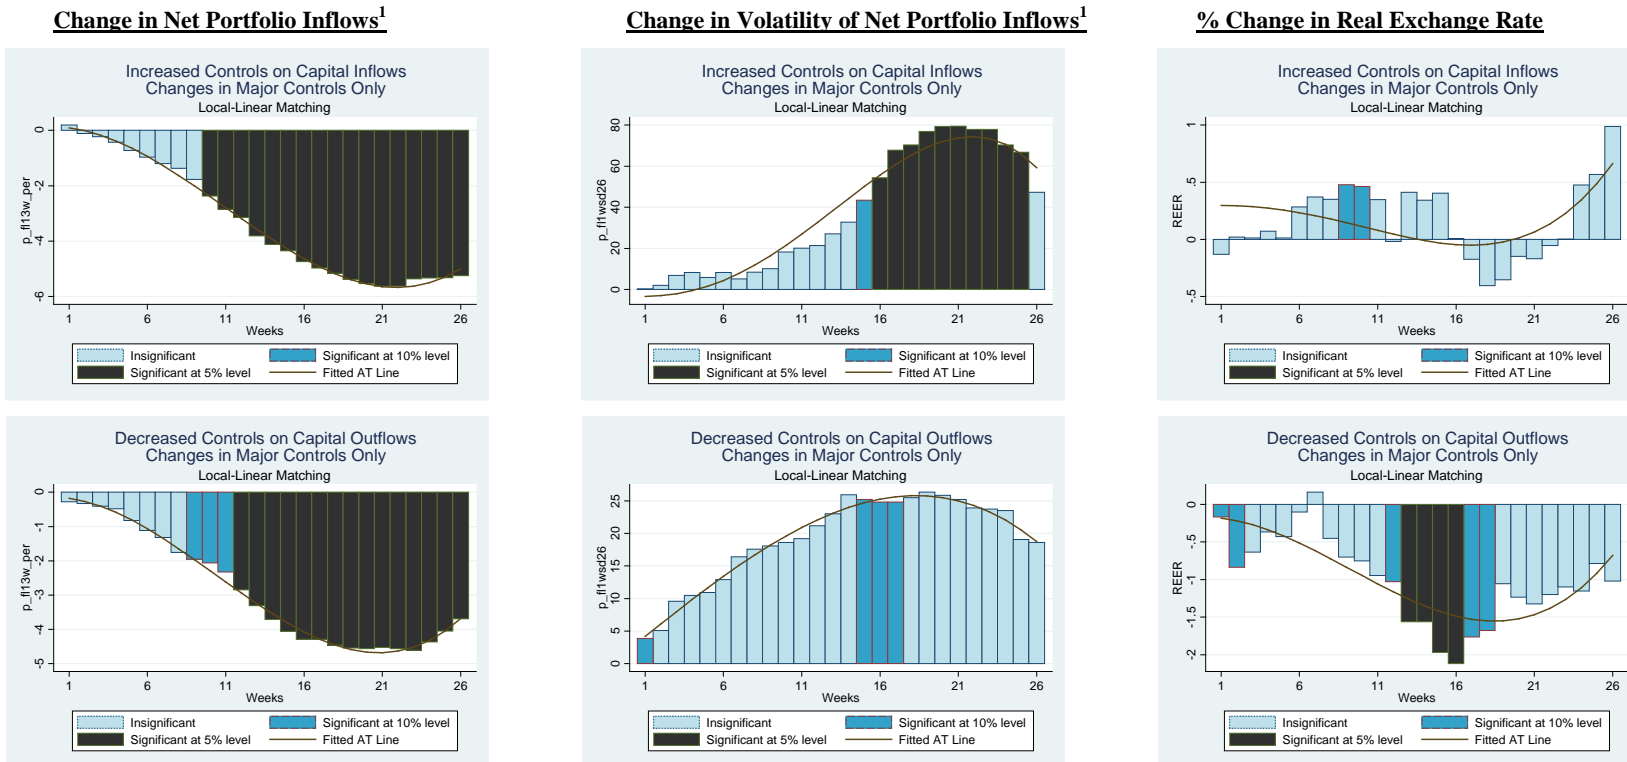 Change in Net Portfolio Inflows1
Change in Volatility of Net Portfolio Inflows1
% Change in Real Exchange Rate
Increased Controls on Capital Inflows
Changes in Major Controls Only
Local-Linear Matching
p_fl13w_per
0
-2
-4
-6
1 6 11 16 21 26
Weeks
Insignificant
Significant at 10% level
Significant at 5% level
Fitted AT Line
Increased Controls on Capital Inflows
Changes in Major Controls Only
Local-Linear Matching
p_fl1wsd26
80
60
40
20
0
1 6 11 16 21 26
Weeks
Insignificant
Significant at 10% level
Significant at 5% level
Fitted AT Line
Increased Controls on Capital Inflows
Changes in Major Controls Only
Local-Linear Matching
REER
1
.5
0
-.5
1 6 11 16 21 26
Weeks
Insignificant
Significant at 10% level
Significant at 5% level
Fitted AT Line
Decreased Controls on Capital Outflows
Changes in Major Controls Only
Local-Linear Matching
p_fl13w_per
0
-1
-2
-3
-4
-5
1 6 11 16 21 26
Weeks
Insignificant
Significant at 10% level
Significant at 5% level
Fitted AT Line
Decreased Controls on Capital Outflows
Changes in Major Controls Only
Local-Linear Matching
p_fl1wsd26
25
20
15
10
5
0
1 6 11 16 21 26
Weeks
Insignificant
Significant at 10% level
Significant at 5% level
Fitted AT Line
Decreased Controls on Capital Outflows
Changes in Major Controls Only
Local-Linear Matching
REER
0
-.5
-1
-1.5
-2
1 6 11 16 21 26
Weeks
Insignificant
Significant at 10% level
Significant at 5% level
Fitted AT Line